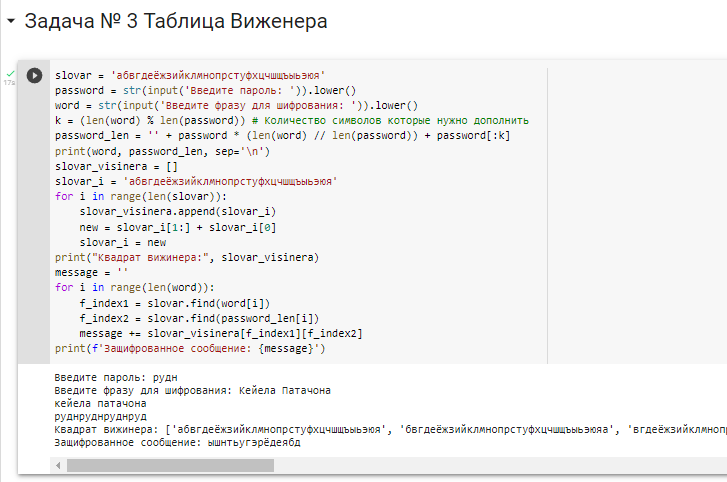 Задача № 3 Таблица Виженера
slovar = 'абвгдеёжзийклмнопрстуфхцчшщъыьэюя'
password = str(input('Введите пароль: ')).lower()
word = str(input('Введите фразу для шифрования: ')).lower()
k = (len(word) % len(password)) # Количество символов которые нужно дополнить
password_len = '' + password * (len(word) // len(password)) + password[:k]
print(word, password_len, sep='\n')
slovar_visinera = []
slovar_i = 'абвгдеёжзийклмнопрстуфхцчшщъыьэюя'
for i in range(len(slovar)):
    slovar_visinera.append(slovar_i)
    new = slovar_i[1:] + slovar_i[0]
    slovar_i = new
print("Квадрат вижинера:", slovar_visinera)
message = ''
for i in range(len(word)):
    f_index1 = slovar.find(word[i])
    f_index2 = slovar.find(password_len[i])
    message += slovar_visinera[f_index1][f_index2]
print(f'Защифрованное сообщение: {message}')
Введите пароль: рудн
Введите фразу для шифрования: Кейела Патачона
кейела патачона
руднруднруднруд
Квадрат вижинера: ['абвгдеёжзийклмнопрстуфхцчшщъыьэюя', 'бвгдеёжзийклмнопрстуфхцчшщъыьэюяа', 'вгдеёжзийклмноп
Защифрованное сообщение: ышнтьугэрёдеябд